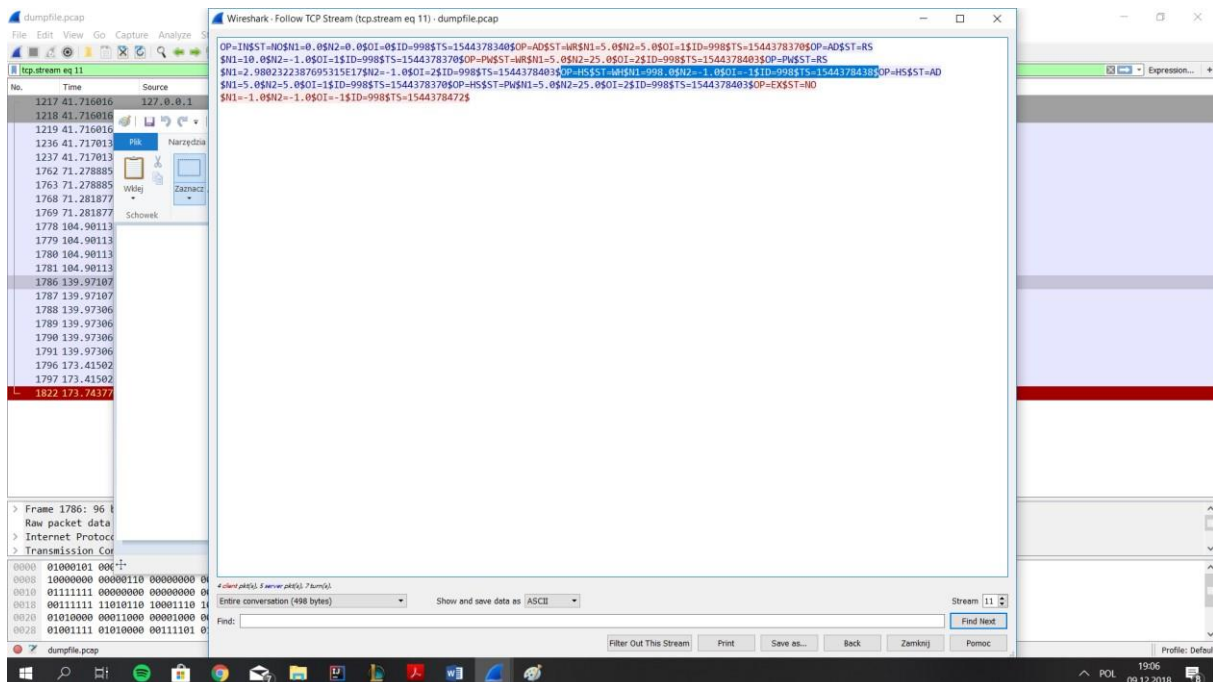 dumpfile.pcap
File Edit View Go Capture Analyze
tcp.stream eq 11
Expression... +
No. Time Source
1217 41.716016 127.0.0.1
1218 41.716016
1219 41.716016
1236 41.717013
1237 41.717013
1762 71.278885
1763 71.278885
1768 71.281877
1769 71.281877
1778 104.90113
1779 104.90113
1780 104.90113
1781 104.90113
1786 139.97107
1787 139.97107
1788 139.97306
1789 139.97306
1790 139.97306
1791 139.97306
1796 173.41502
1797 173.41502
1822 173.74377
Plik Narzędzia
Wklej Zaznacz
Schowek
Wireshark · Follow TCP Stream (tcp.stream eq 11) · dumpfile.pcap
OP=IN$ST=NO$N1=0.0$N2=0.0$OI=0$ID=998$TS=1544378340$OP=AD$ST=WR$N1=5.0$N2=5.0$OI=1$ID=998$TS=1544378370$OP=AD$ST=RS
$N1=10.0$N2=-1.0$OI=1$ID=998$TS=1544378370$OP=PW$ST=WR$N1=5.0$N2=25.0$OI=2$ID=998$TS=1544378403$OP=PW$ST=RS
$N1=2.9802322387695315E17$N2=-1.0$OI=2$ID=998$TS=1544378403$OP=HS$ST=WH$N1=998.0$N2=-1.0$OI=-1$ID=998$TS=1544378438$OP=HS$ST=AD
$N1=5.0$N2=5.0$OI=1$ID=998$TS=1544378370$OP=HS$ST=PW$N1=5.0$N2=25.0$OI=2$ID=998$TS=1544378403$OP=EX$ST=NO
$N1=-1.0$N2=-1.0$OI=-1$ID=998$TS=1544378472$
Frame 1786: 96
Raw packet data
Internet Protoc
Transmission Con
0000 01000101
0008 10000000 00000110 00000000
0010 01111111 00000000 00000000
0018 00111111 11010110 10001110
0020 01010000 00011000 00001000
0028 01001111 01010000 00111101
4 client pkt(s), 5 server pkt(s), 7 turn(s).
Entire conversation (498 bytes) Show and save data as ASCII Stream 11
Find: Find Next
Filter Out This Stream Print Save as... Back Zamknij Pomoc
dumpfile.pcap
Profile: Defaul
POL 19:06
09.12.2018